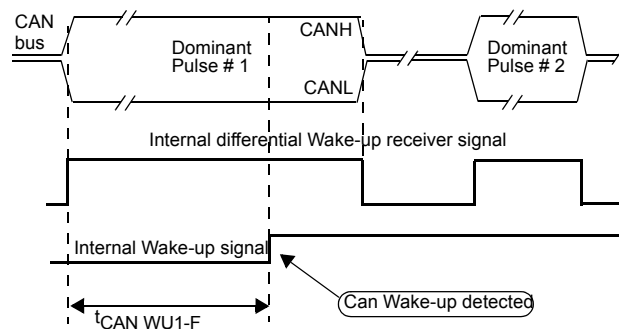 CAN
bus
CANH
Dominant
Pulse # 1
Dominant
Pulse # 2
CANL
Internal differential Wake-up receiver signal
Internal Wake-up signal
Can Wake-up detected
tCAN WU1-F